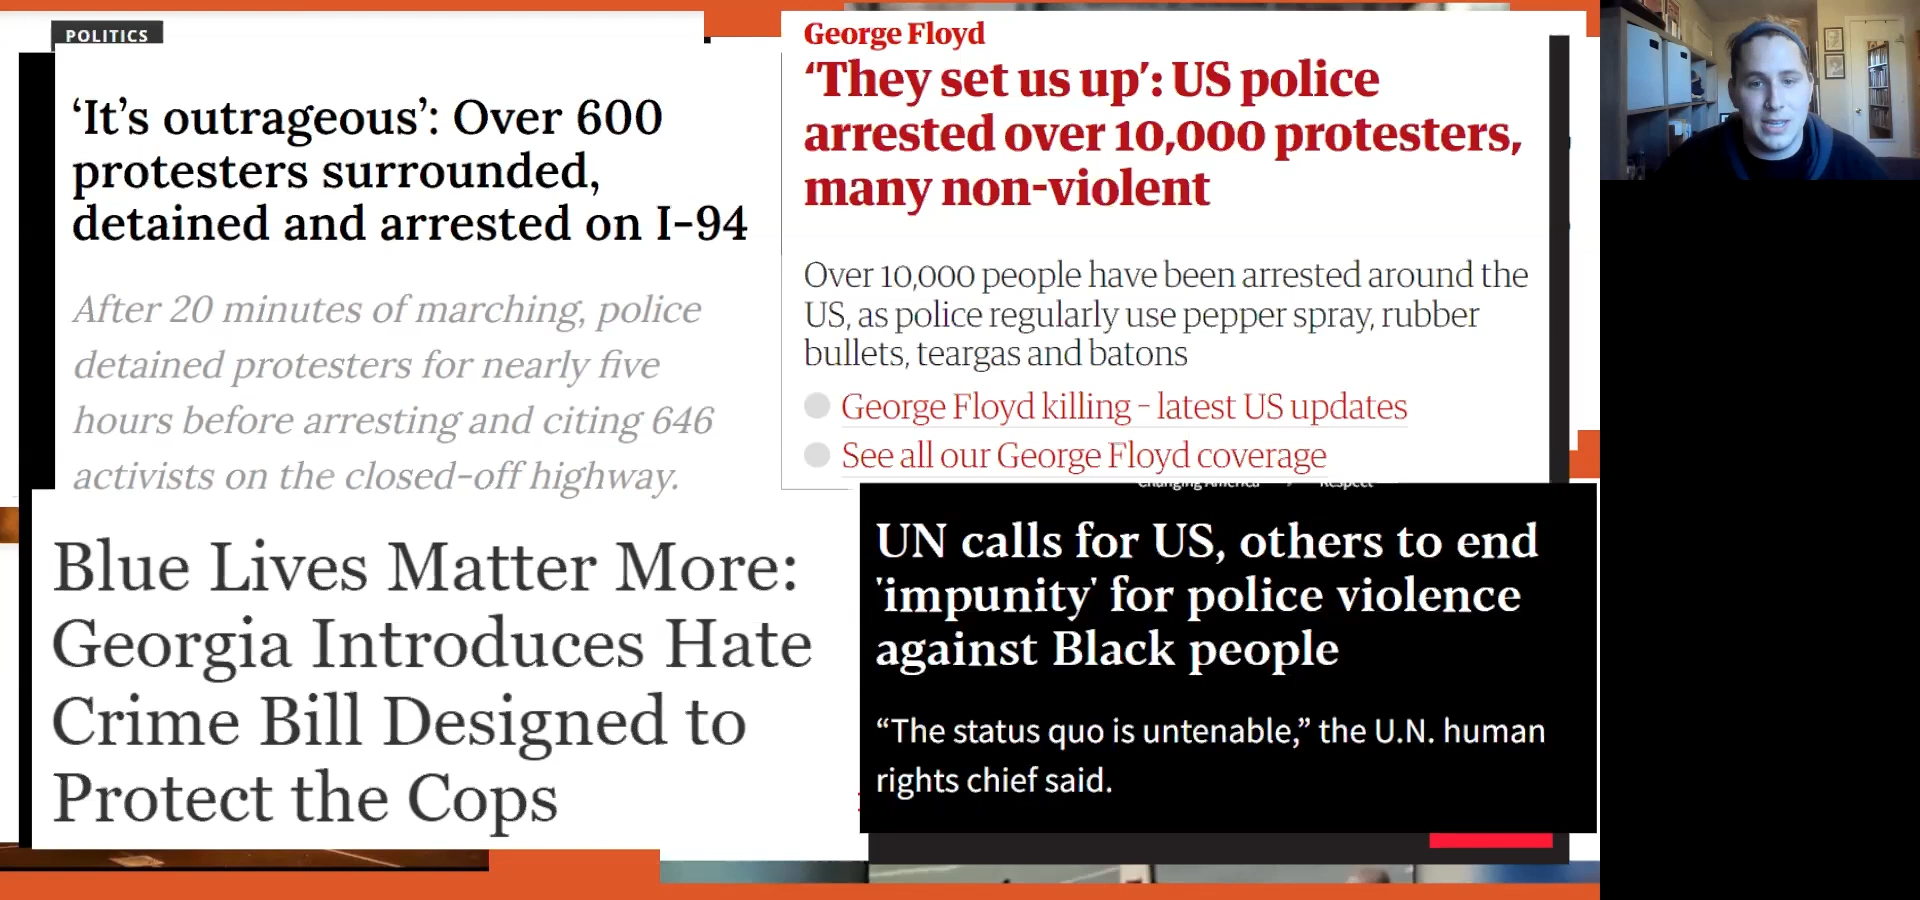 POLITICS
‘It’s outrageous’: Over 600
protesters surrounded,
detained and arrested on I-94
After 20 minutes of marching, police
detained protesters for nearly five
hours before arresting and citing 646
activists on the closed-off highway.
George Floyd
‘They set us up’: US police
arrested over 10,000 protesters,
many non-violent
Over 10,000 people have been arrested around the
US, as police regularly use pepper spray, rubber
bullets, teargas and batons
George Floyd killing – latest US updates
See all our George Floyd coverage
Blue Lives Matter More:
Georgia Introduces Hate
Crime Bill Designed to
Protect the Cops
Changing America Respect
UN calls for US, others to end
'impunity' for police violence
against Black people
“The status quo is untenable,” the U.N. human
rights chief said.